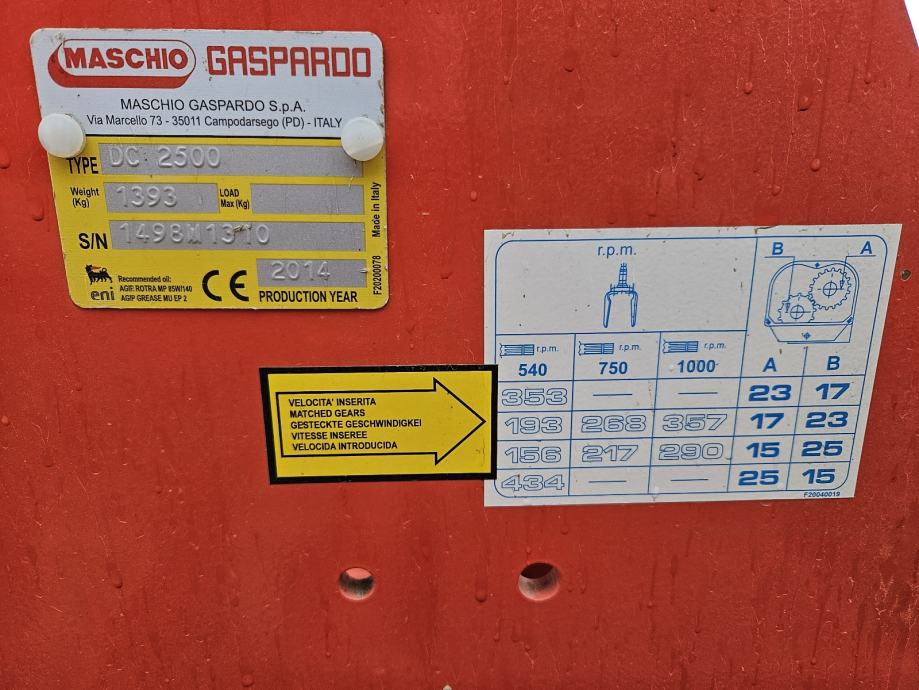 MASCHIO GASPARDO
MASCHIO GASPARDO S.p.A.
Via Marcello 73 - 35011 Campodarsego (PD) - ITALY
TYPE DC 2500
Weight (Kg) 1393 LOAD Max (Kg)
S/N 1498M1310
Made in Italy
eni
Recommended oil:
AGIE: ROTRA MP 85W/140
AGIP GREASE MU EP 2
CE
2014
PRODUCTION YEAR
F20200078
r.p.m.
B A
r.p.m. r.p.m. r.p.m.
540 750 1000 A B
353 — — 23 17
193 268 357 17 23
156 217 290 15 25
434 — — 25 15
F20040019
VELOCITA' INSERITA
MATCHED GEARS
GESTECKTE GESCHWINDIGKEI
VITESSE INSEREE
VELOCIDA INTRODUCIDA